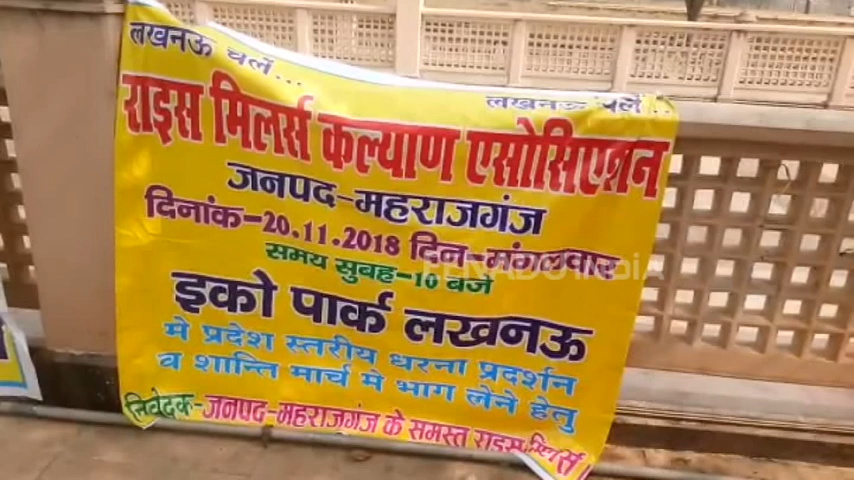 लखनऊ चलें...
लखनऊ चलें..
राइस मिलर्स कल्याण एसोसिएशन
जनपद-महराजगंज
दिनांक-20.11.2018 दिन-मंगलवार
समय सुबह-10 बजे
इको पार्क लखनऊ
मे प्रदेश स्तरीय धरना प्रदर्शन
व शान्ति मार्च मे भाग लेने हेतु
निवेदक-जनपद-महराजगंज के समस्त राइस मिलर्स।